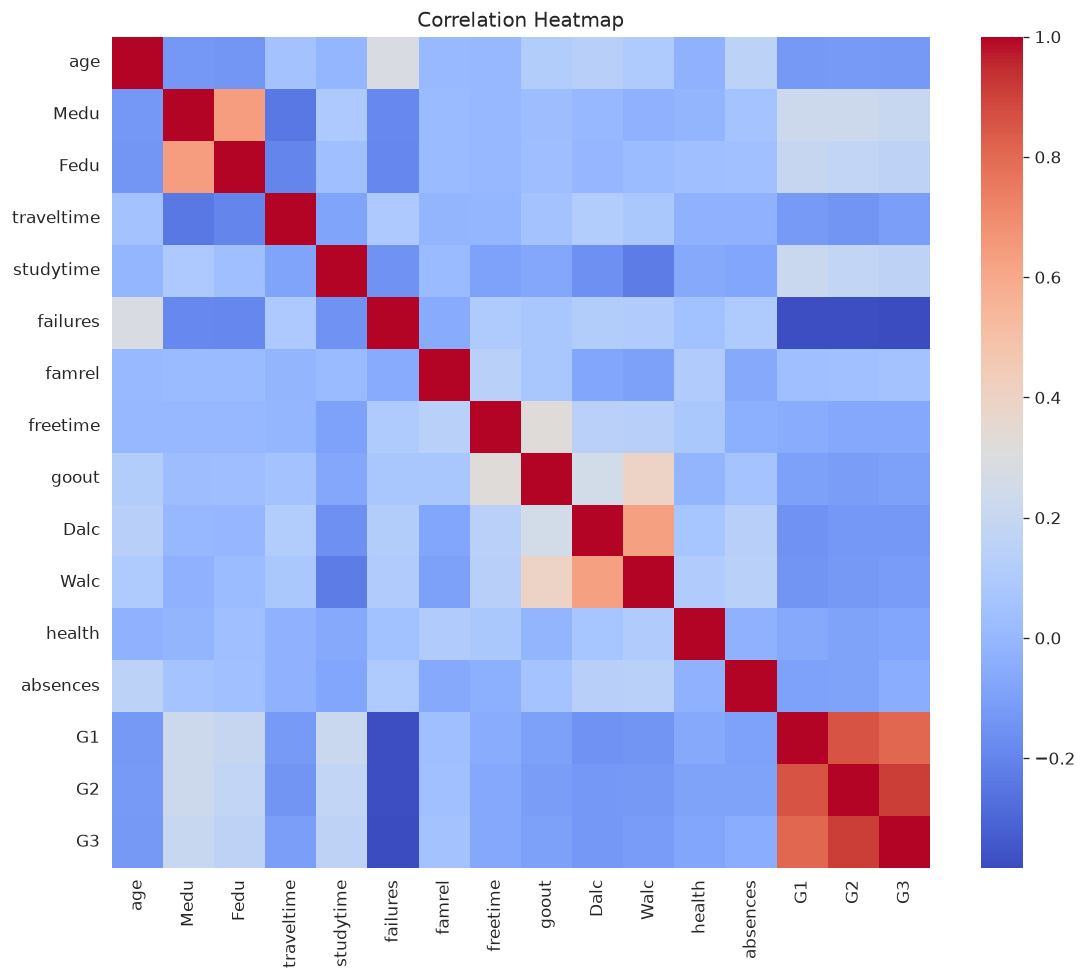 Correlation Heatmap
age
Medu
Fedu
traveltime
studytime
failures
famrel
freetime
goout
Dalc
Walc
health
absences
G1
G2
G3
age
Medu
Fedu
traveltime
studytime
failures
famrel
freetime
goout
Dalc
Walc
health
absences
G1
G2
G3
1.0
0.8
0.6
0.4
0.2
0.0
−0.2